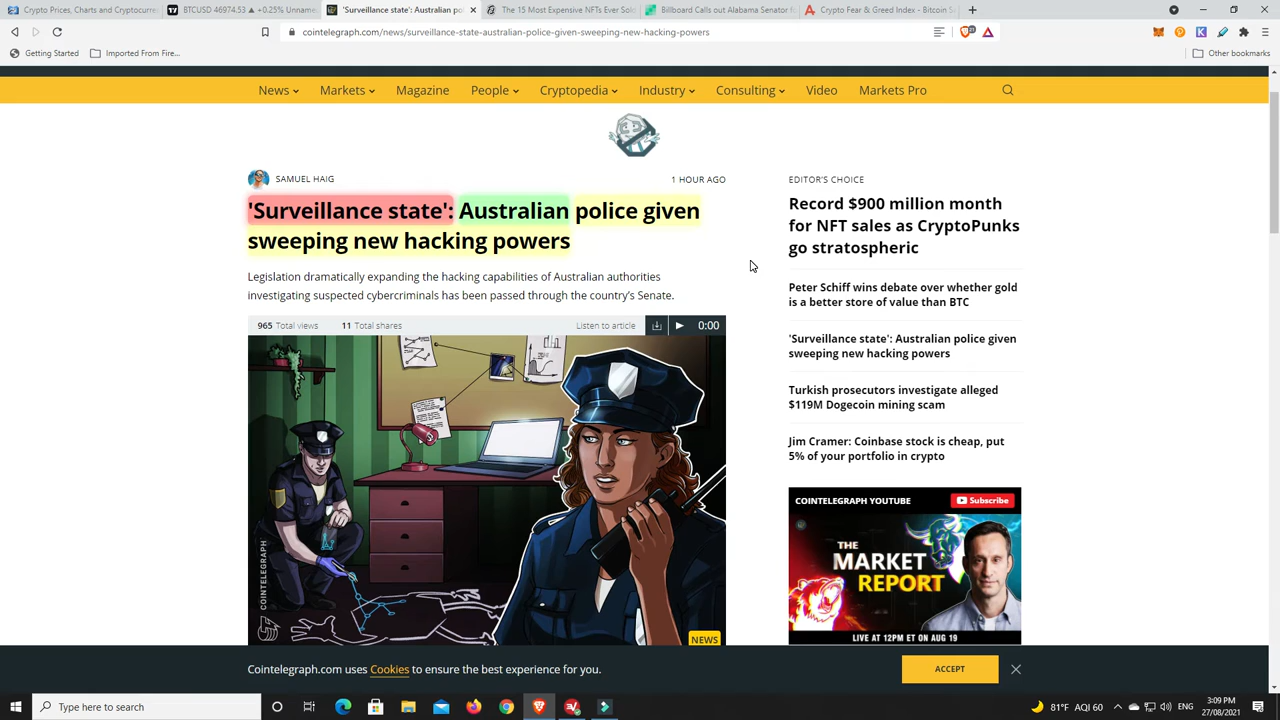 Crypto Prices, Charts and Cryptocurr
BTCUSD 46974.53 ▲ +0.25% Unname
'Surveillance state': Australian pol
The 15 Most Expensive NFTs Ever Sol
Billboard Calls out Alabama Senator f
Crypto Fear & Greed Index - Bitcoin S
cointelegraph.com/news/surveillance-state-australian-police-given-sweeping-new-hacking-powers
Getting Started
Imported From Fire...
Other bookmarks
News
Markets
Magazine
People
Cryptopedia
Industry
Consulting
Video
Markets Pro
SAMUEL HAIG
1 HOUR AGO
'Surveillance state': Australian police given
sweeping new hacking powers
Legislation dramatically expanding the hacking capabilities of Australian authorities
investigating suspected cybercriminals has been passed through the country's Senate.
965 Total views
11 Total shares
Listen to article
0:00
COINTELEGRAPH
NEWS
EDITOR'S CHOICE
Record $900 million month
for NFT sales as CryptoPunks
go stratospheric
Peter Schiff wins debate over whether gold
is a better store of value than BTC
'Surveillance state': Australian police given
sweeping new hacking powers
Turkish prosecutors investigate alleged
$119M Dogecoin mining scam
Jim Cramer: Coinbase stock is cheap, put
5% of your portfolio in crypto
COINTELEGRAPH YOUTUBE
Subscribe
THE
MARKET
REPORT
LIVE AT 12PM ET ON AUG 19
Cointelegraph.com uses Cookies to ensure the best experience for you.
ACCEPT
Type here to search
81°F AQI 60
ENG
3:09 PM
27/08/2021